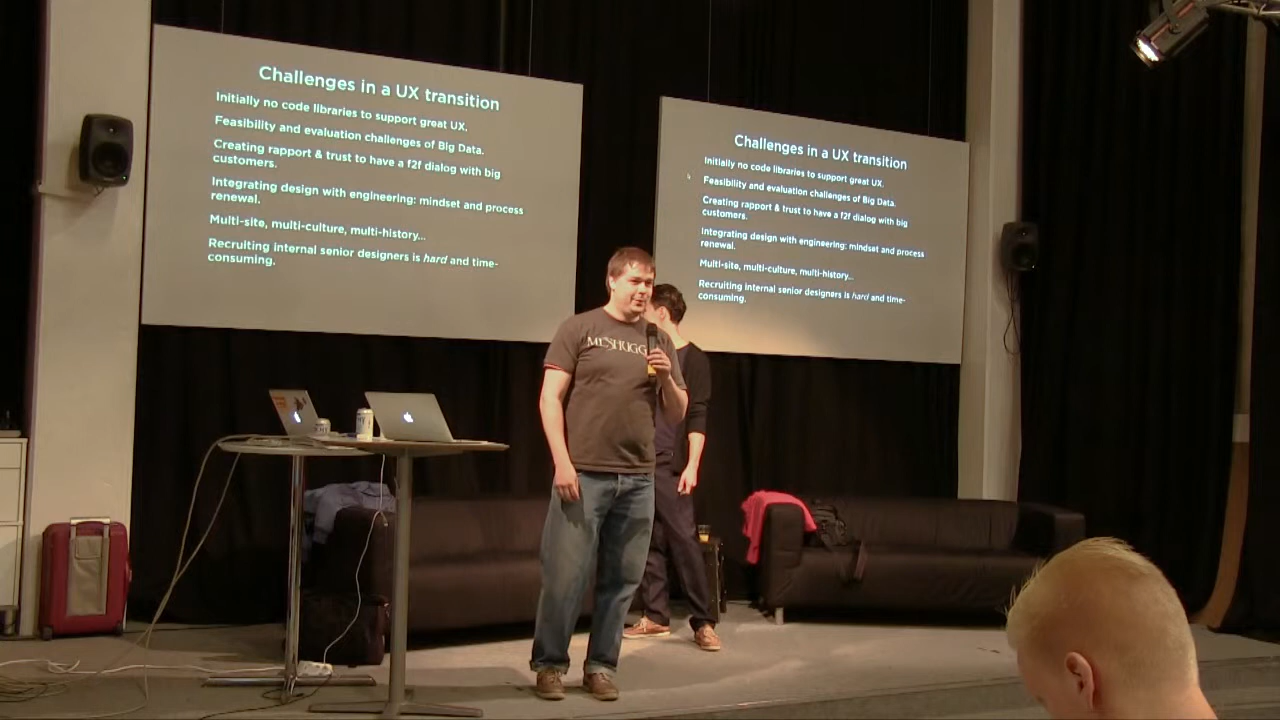 Challenges in a UX transition
Initially no code libraries to support great UX.
Feasibility and evaluation challenges of Big Data.
Creating rapport & trust to have a f2f dialog with big
customers.
Integrating design with engineering: mindset and process
renewal.
Multi-site, multi-culture, multi-history...
Recruiting internal senior designers is hard and time-
consuming.
Challenges in a UX transition
Initially no code libraries to support great UX.
Feasibility and evaluation challenges of Big Data.
Creating rapport & trust to have a f2f dialog with big
customers.
Integrating design with engineering: mindset and process
renewal.
Multi-site, multi-culture, multi-history...
Recruiting internal senior designers is hard and time-
consuming.
MESHUGG